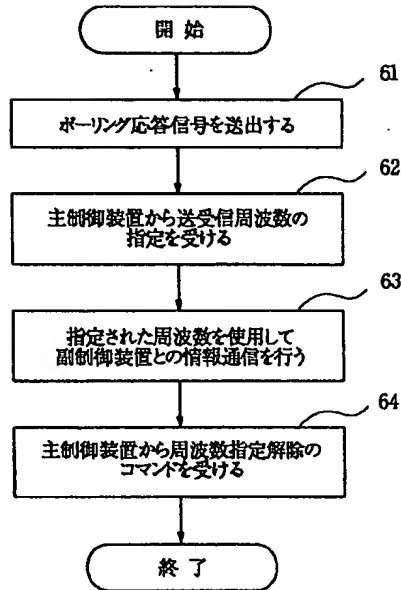 開始
61
ポーリング応答信号を送出する
62
主制御装置から送受信周波数の
指定を受ける
63
指定された周波数を使用して
副制御装置との情報通信を行う
64
主制御装置から周波数指定解除の
コマンドを受ける
終了